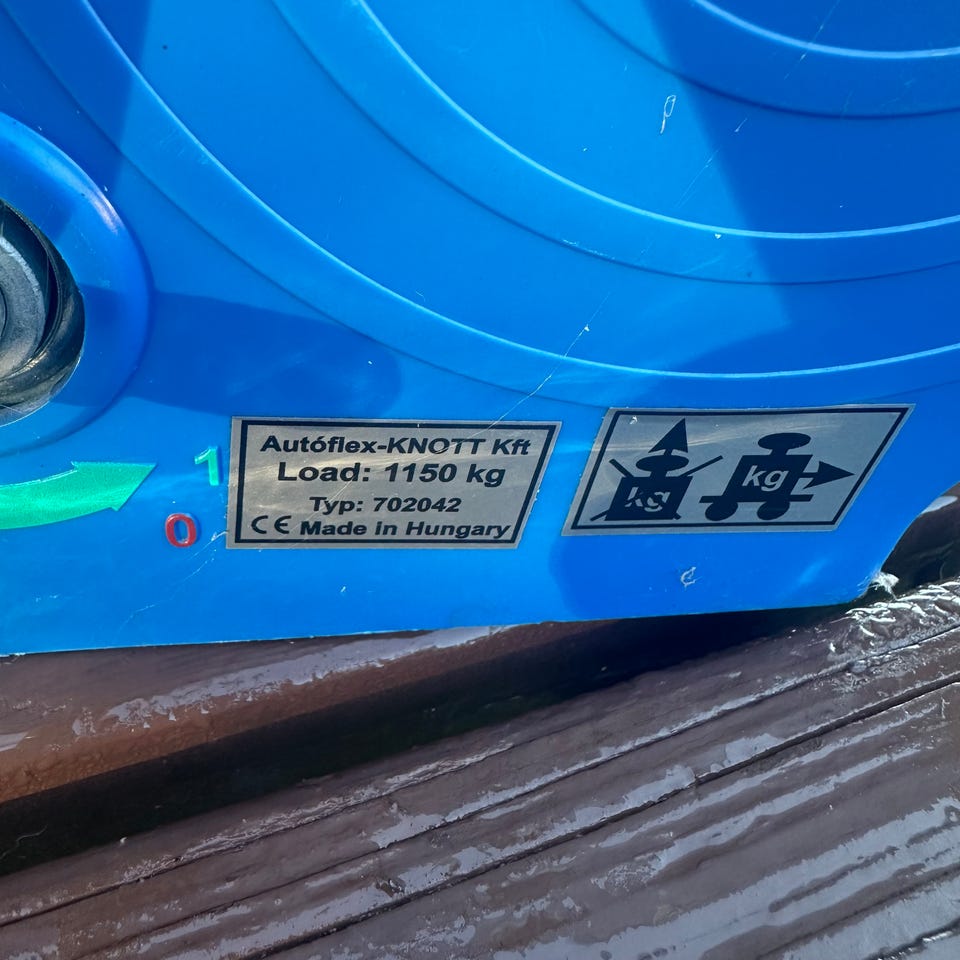 Autóflex-KNOTT Kft
Load: 1150 kg
Typ: 702042
CE Made in Hungary
1
0
kg
kg